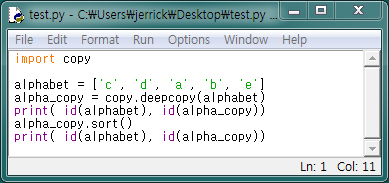 test.py - C:₩Users₩jerrick₩Desktop₩test.py ...
File Edit Format Run Options Window Help
import copy
alphabet = ['c', 'd', 'a', 'b', 'e']
alpha_copy = copy.deepcopy(alphabet)
print( id(alphabet), id(alpha_copy))
alpha_copy.sort()
print( id(alphabet), id(alpha_copy))
Ln: 1 Col: 11